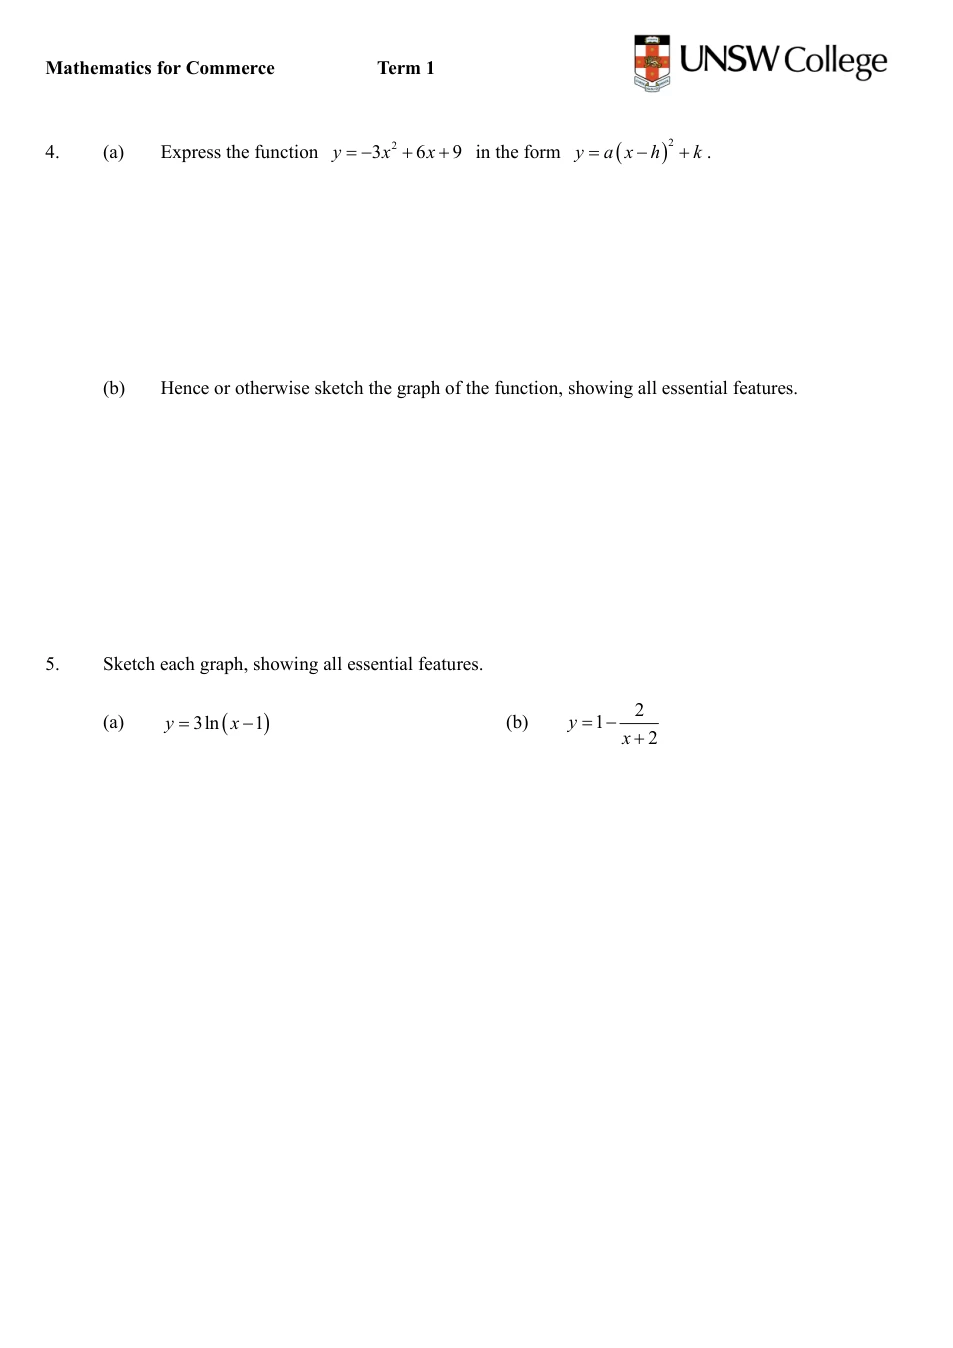 Mathematics for Commerce Term 1 UNSW College
4. (a) Express the function y = −3x² + 6x + 9 in the form y = a(x − h)² + k .
(b) Hence or otherwise sketch the graph of the function, showing all essential features.
5. Sketch each graph, showing all essential features.
(a) y = 3 ln(x − 1) (b) y = 1 − 2/(x + 2)